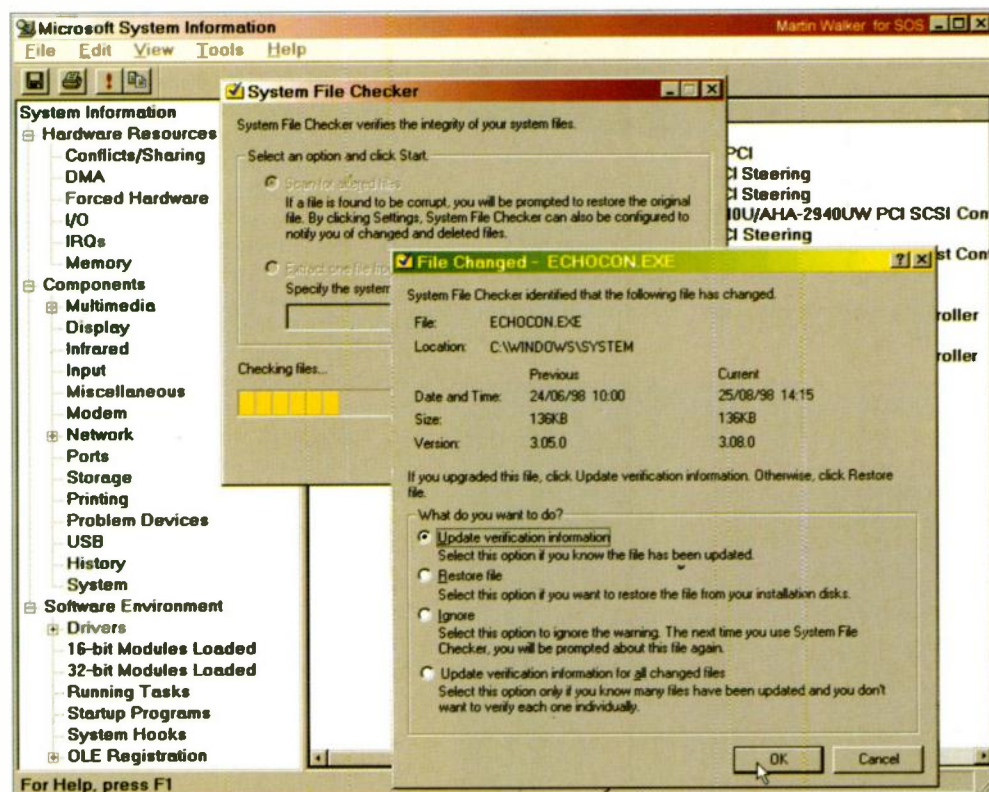 Microsoft System Information
Martin Walker for SOS
File Edit View Tools Help
System Information
Hardware Resources
Conflicts/Sharing
DMA
Forced Hardware
I/O
IRQs
Memory
Components
Multimedia
Display
Infrared
Input
Miscellaneous
Modem
Network
Ports
Storage
Printing
Problem Devices
USB
History
System
Software Environment
Drivers
16-bit Modules Loaded
32-bit Modules Loaded
Running Tasks
Startup Programs
System Hooks
OLE Registration
For Help, press F1
PCI
CI Steering
CI Steering
40U/AHA-2940UW PCI SCSI Con
CI Steering
st Cont
roller
roller
System File Checker
System File Checker verifies the integrity of your system files.
Select an option and click Start.
Scan for altered files
If a file is found to be corrupt, you will be prompted to restore the original
file. By clicking Settings, System File Checker can also be configured to
notify you of changed and deleted files.
Extract one file from
Specify the system
Checking files...
File Changed - ECHOCON.EXE
System File Checker identified that the following file has changed.
File: ECHOCON.EXE
Location: C:\WINDOWS\SYSTEM
Previous Current
Date and Time: 24/06/98 10:00 25/08/98 14:15
Size: 136KB 136KB
Version: 3.05.0 3.08.0
If you upgraded this file, click Update verification information. Otherwise, click Restore
file.
What do you want to do?
Update verification information
Select this option if you know the file has been updated.
Restore file
Select this option if you want to restore the file from your installation disks.
Ignore
Select this option to ignore the warning. The next time you use System File
Checker, you will be prompted about this file again.
Update verification information for all changed files
Select this option only if you know many files have been updated and you don't
want to verify each one individually.
OK Cancel